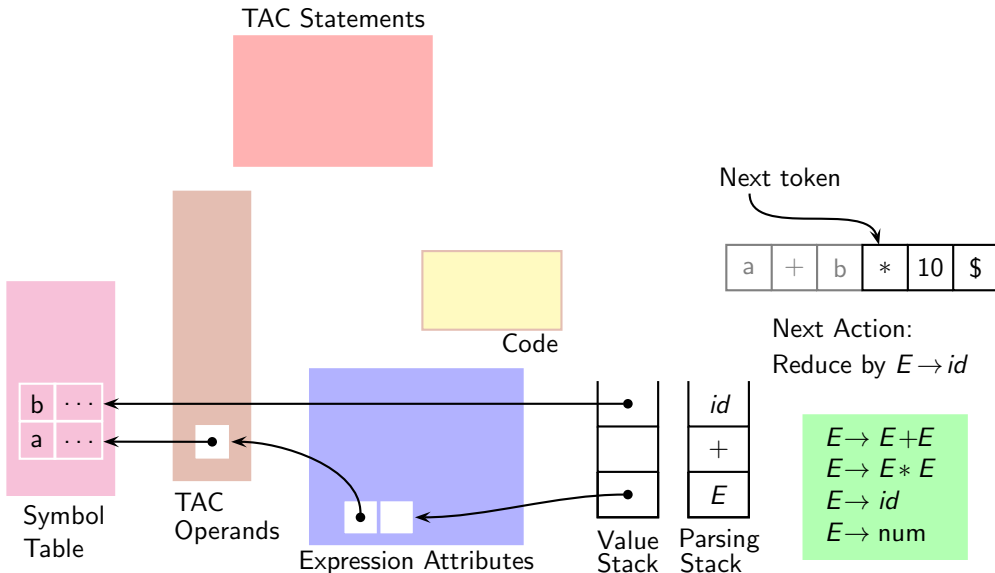 TAC Statements
Next token
a + b * 10 $
Next Action:
Reduce by E → id
Code
b ···
a ···
id
+
E
E → E + E
E → E * E
E → id
E → num
Symbol
Table
TAC
Operands
Expression Attributes
Value
Stack
Parsing
Stack